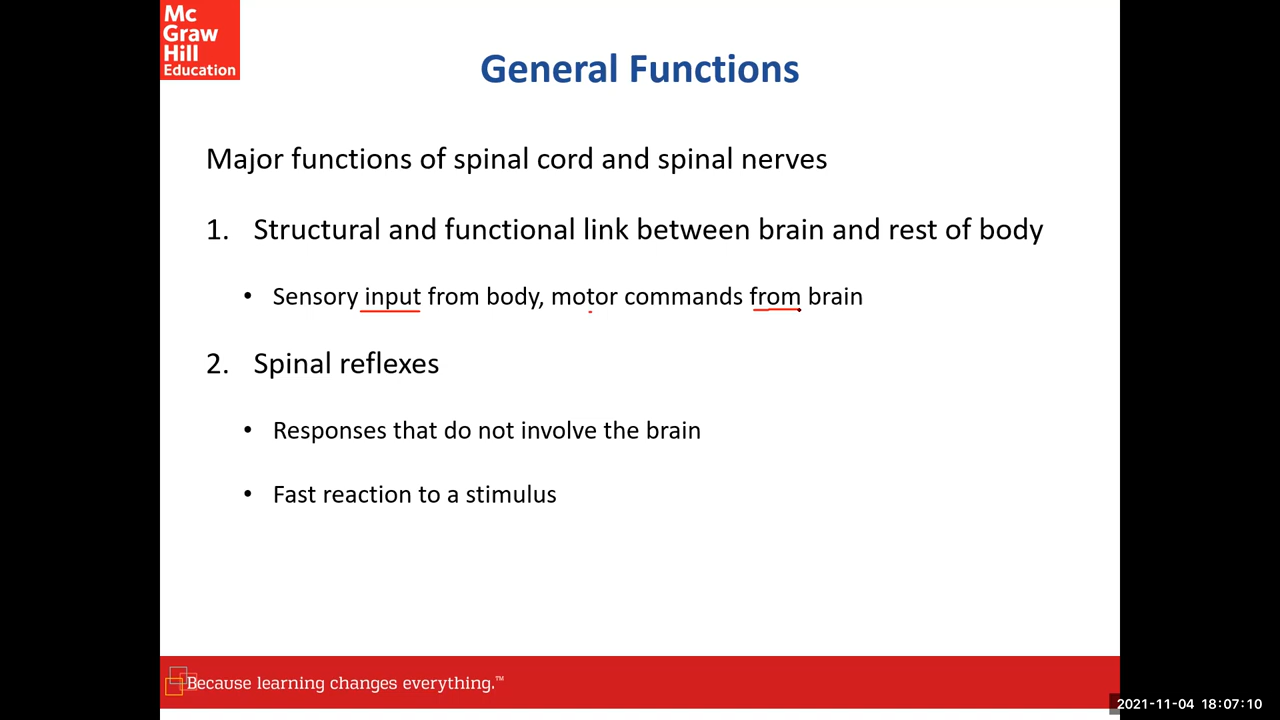 Mc
Graw
Hill
Education
General Functions
Major functions of spinal cord and spinal nerves
1. Structural and functional link between brain and rest of body
• Sensory input from body, motor commands from brain
2. Spinal reflexes
• Responses that do not involve the brain
• Fast reaction to a stimulus
Because learning changes everything.™
2021-11-04 18:07:10